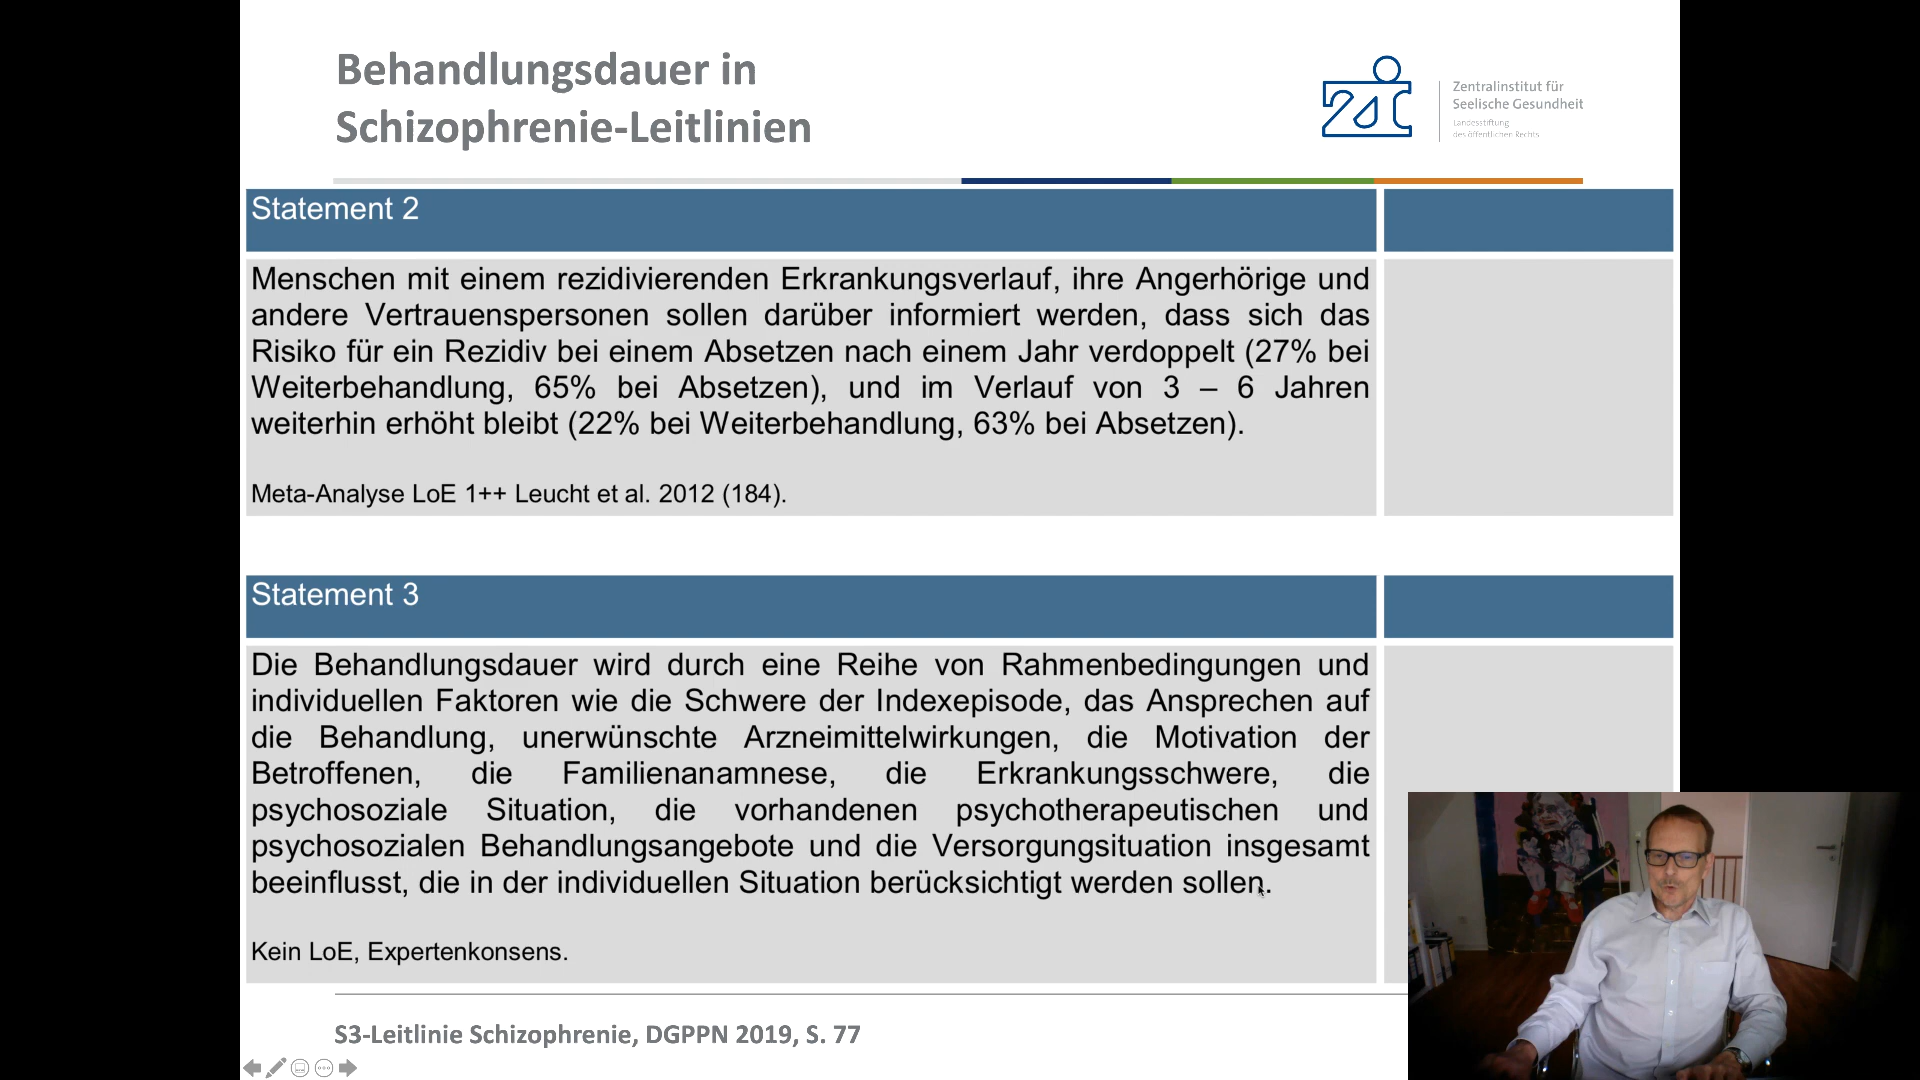 Behandlungsdauer in
Schizophrenie-Leitlinien
Zentralinstitut für
Seelische Gesundheit
Landesstiftung
des öffentlichen Rechts
Statement 2
Menschen mit einem rezidivierenden Erkrankungsverlauf, ihre Angerhörige und
andere Vertrauenspersonen sollen darüber informiert werden, dass sich das
Risiko für ein Rezidiv bei einem Absetzen nach einem Jahr verdoppelt (27% bei
Weiterbehandlung, 65% bei Absetzen), und im Verlauf von 3 – 6 Jahren
weiterhin erhöht bleibt (22% bei Weiterbehandlung, 63% bei Absetzen).
Meta-Analyse LoE 1++ Leucht et al. 2012 (184).
Statement 3
Die Behandlungsdauer wird durch eine Reihe von Rahmenbedingungen und
individuellen Faktoren wie die Schwere der Indexepisode, das Ansprechen auf
die Behandlung, unerwünschte Arzneimittelwirkungen, die Motivation der
Betroffenen, die Familienanamnese, die Erkrankungsschwere, die
psychosoziale Situation, die vorhandenen psychotherapeutischen und
psychosozialen Behandlungsangebote und die Versorgungsituation insgesamt
beeinflusst, die in der individuellen Situation berücksichtigt werden sollen.
Kein LoE, Expertenkonsens.
S3-Leitlinie Schizophrenie, DGPPN 2019, S. 77